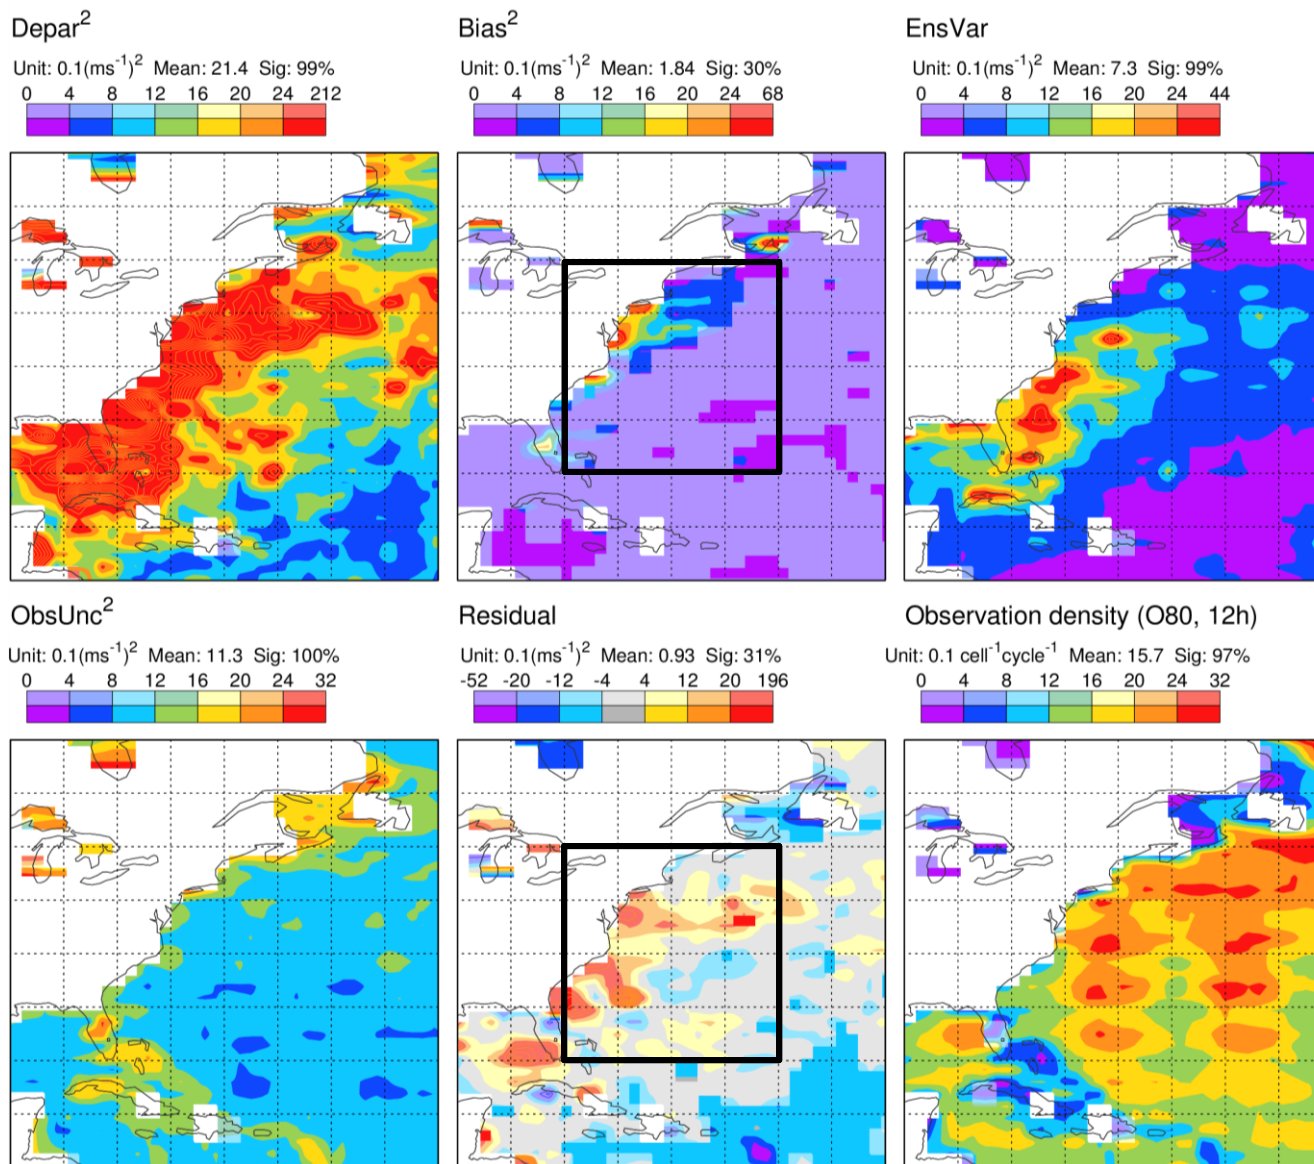 Depar²
Unit: 0.1(ms⁻¹)² Mean: 21.4 Sig: 99%
0 4 8 12 16 20 24 212
Bias²
Unit: 0.1(ms⁻¹)² Mean: 1.84 Sig: 30%
0 4 8 12 16 20 24 68
EnsVar
Unit: 0.1(ms⁻¹)² Mean: 7.3 Sig: 99%
0 4 8 12 16 20 24 44
ObsUnc²
Unit: 0.1(ms⁻¹)² Mean: 11.3 Sig: 100%
0 4 8 12 16 20 24 32
Residual
Unit: 0.1(ms⁻¹)² Mean: 0.93 Sig: 31%
-52 -20 -12 -4 4 12 20 196
Observation density (O80, 12h)
Unit: 0.1 cell⁻¹cycle⁻¹ Mean: 15.7 Sig: 97%
0 4 8 12 16 20 24 32